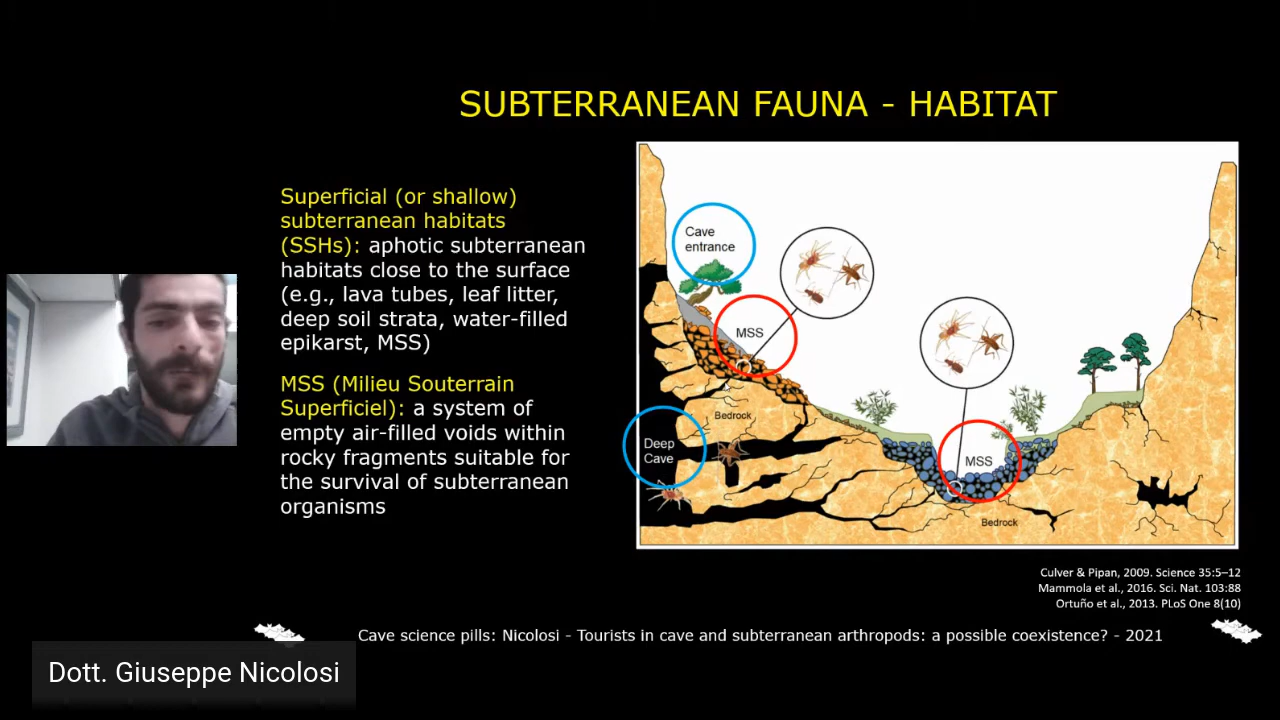 SUBTERRANEAN FAUNA - HABITAT
Superficial (or shallow)
subterranean habitats
(SSHs): aphotic subterranean
habitats close to the surface
(e.g., lava tubes, leaf litter,
deep soil strata, water-filled
epikarst, MSS)
MSS (Milieu Souterrain
Superficiel): a system of
empty air-filled voids within
rocky fragments suitable for
the survival of subterranean
organisms
Cave
entrance
MSS
Bedrock
Deep
Cave
MSS
Bedrock
Culver & Pipan, 2009. Science 35:5–12
Mammola et al., 2016. Sci. Nat. 103:88
Ortuño et al., 2013. PLoS One 8(10)
Cave science pills: Nicolosi - Tourists in cave and subterranean arthropods: a possible coexistence? - 2021
Dott. Giuseppe Nicolosi